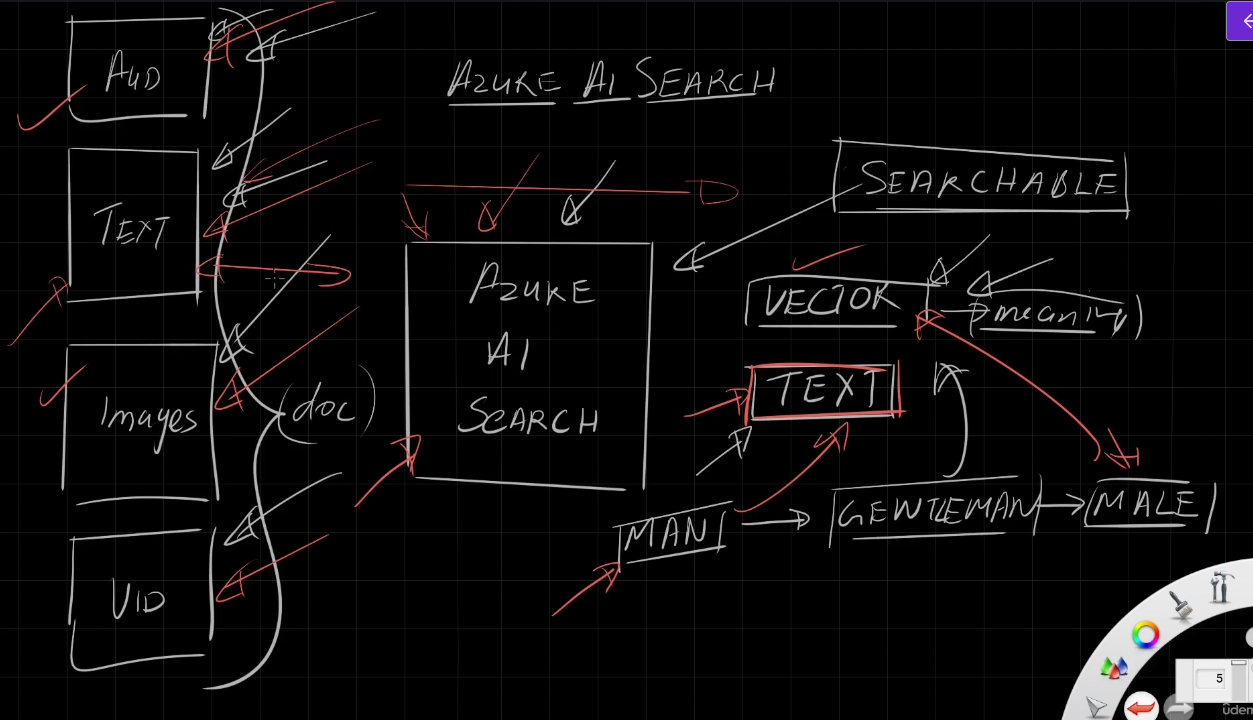 AUD
AZURE AI SEARCH
SEARCHABLE
TEXT
AZURE
AI
SEARCH
VECTOR
(meaning)
TEXT
Images
(doc)
MAN
GENTLEMAN
MALE
VID
5
ûdem